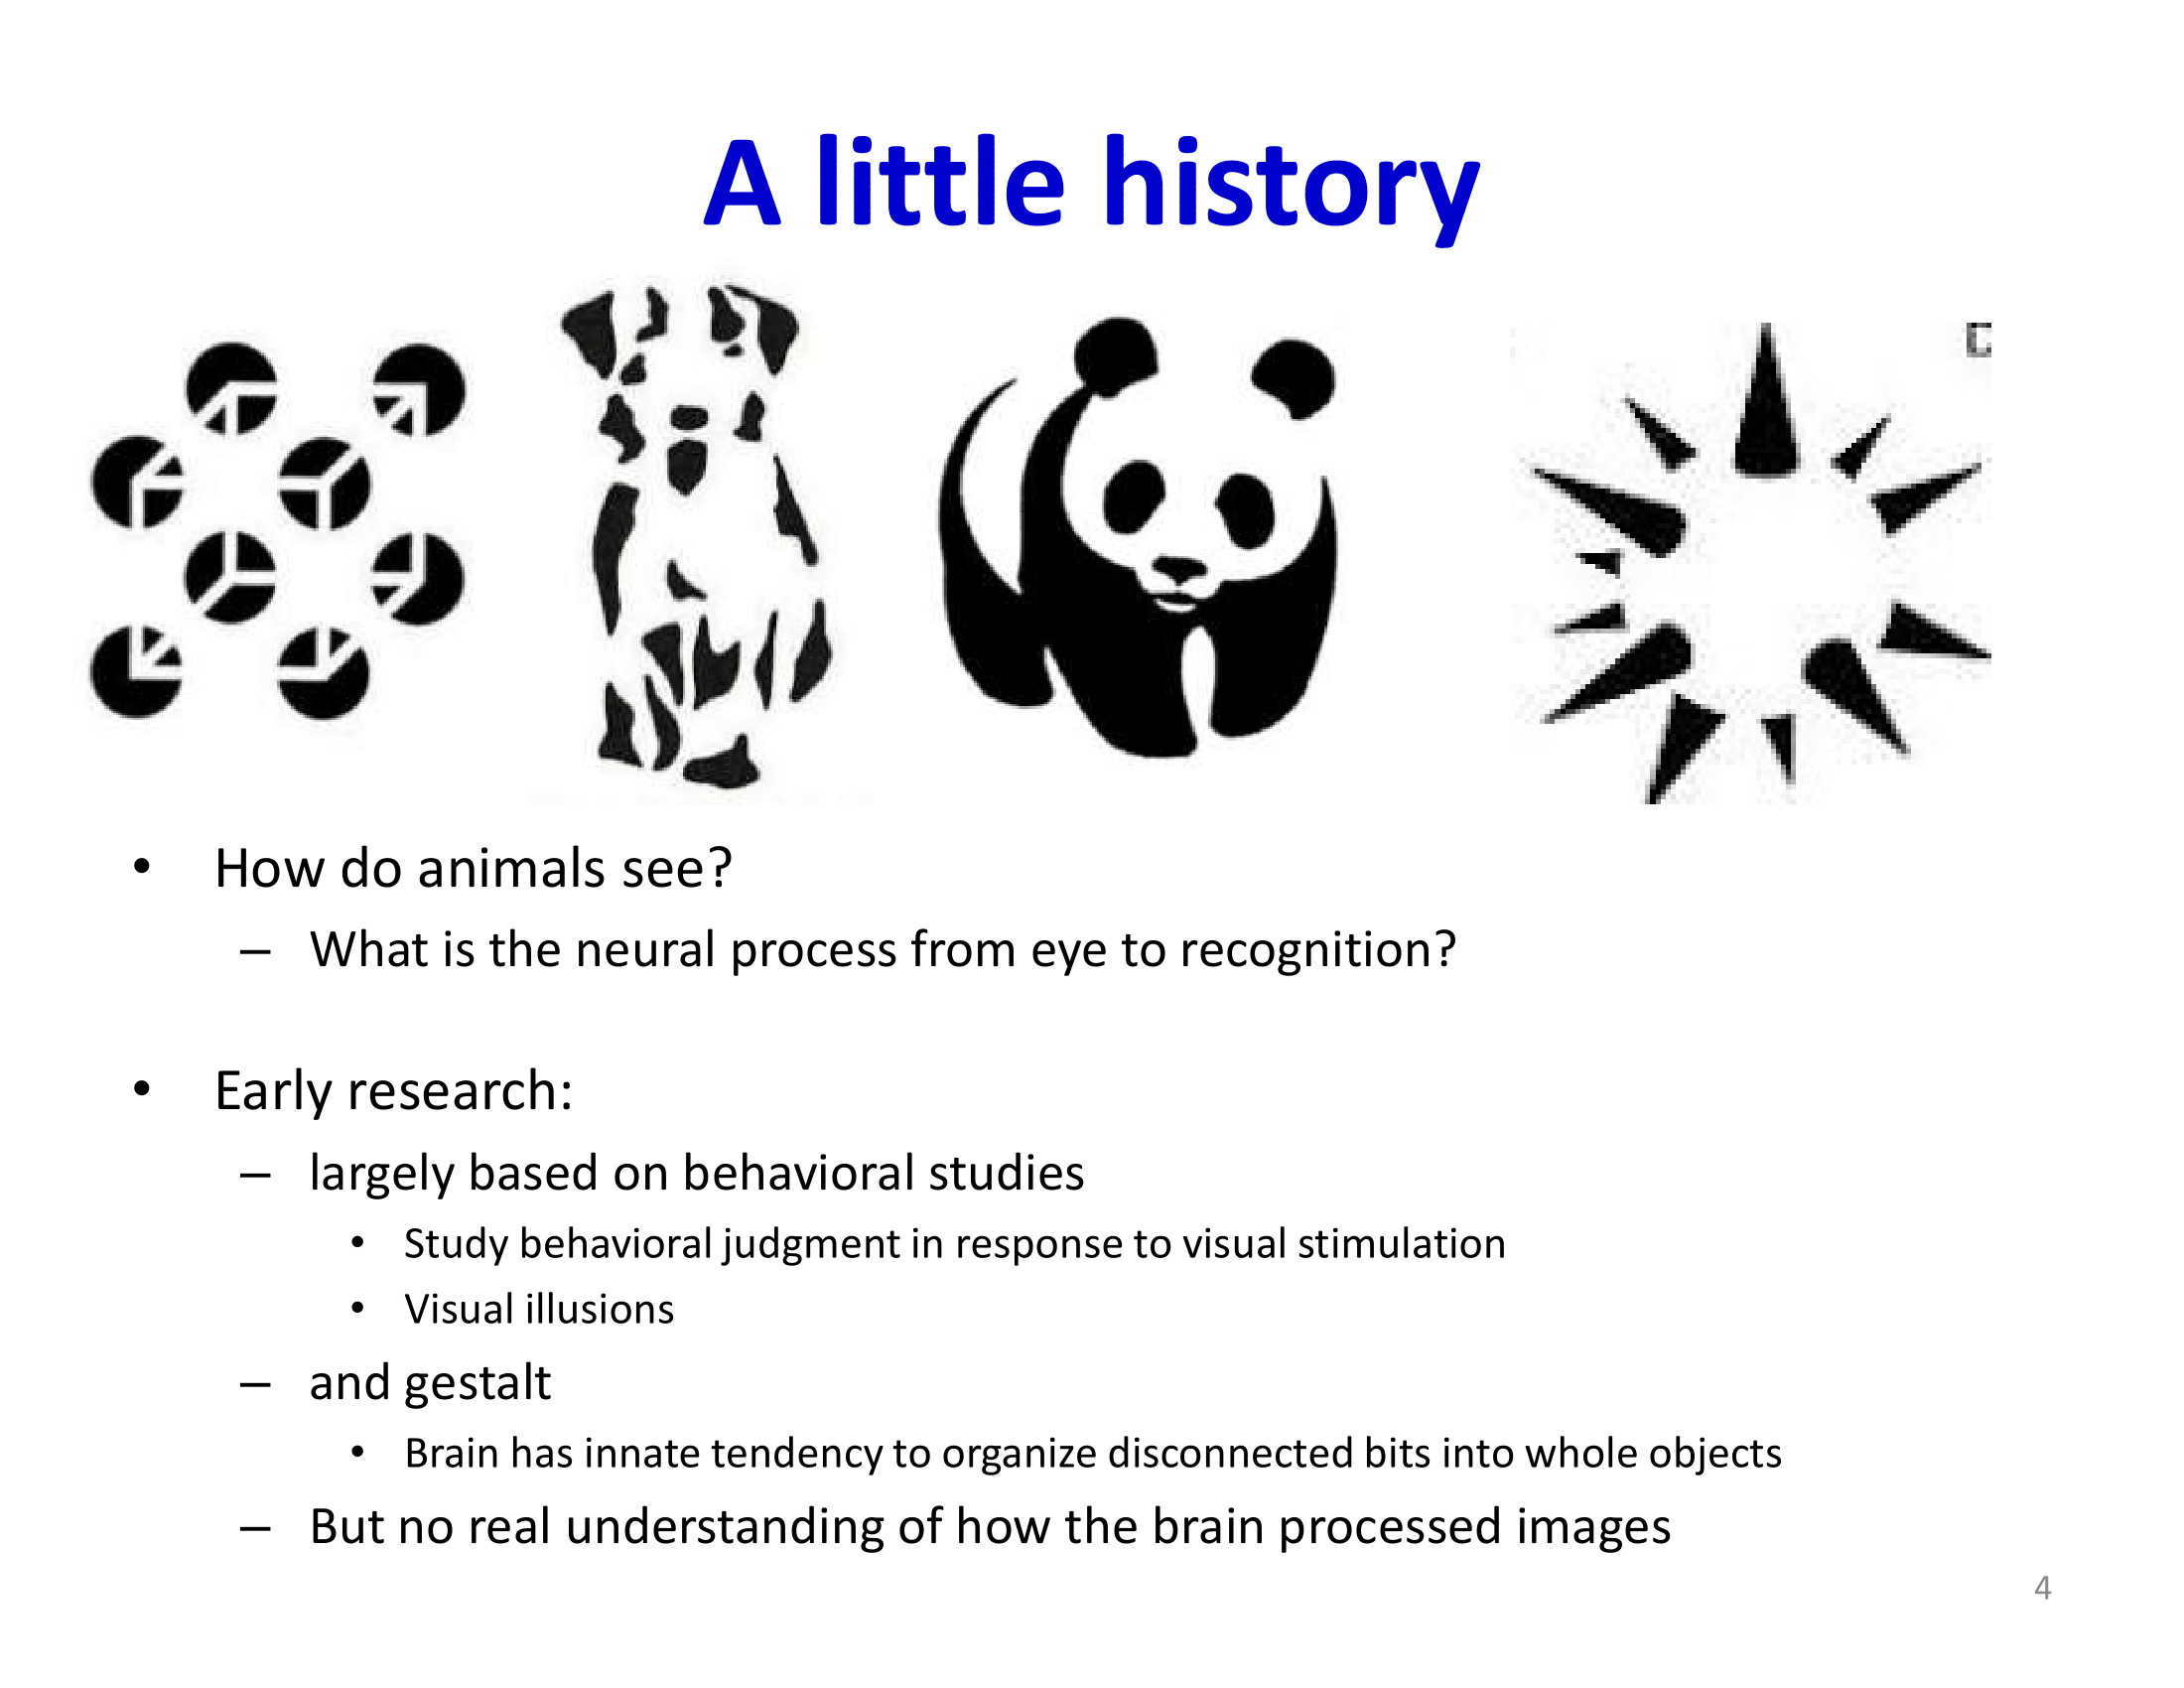 A little history
• How do animals see?
– What is the neural process from eye to recognition?
• Early research:
– largely based on behavioral studies
• Study behavioral judgment in response to visual stimulation
• Visual illusions
– and gestalt
• Brain has innate tendency to organize disconnected bits into whole objects
– But no real understanding of how the brain processed images
4